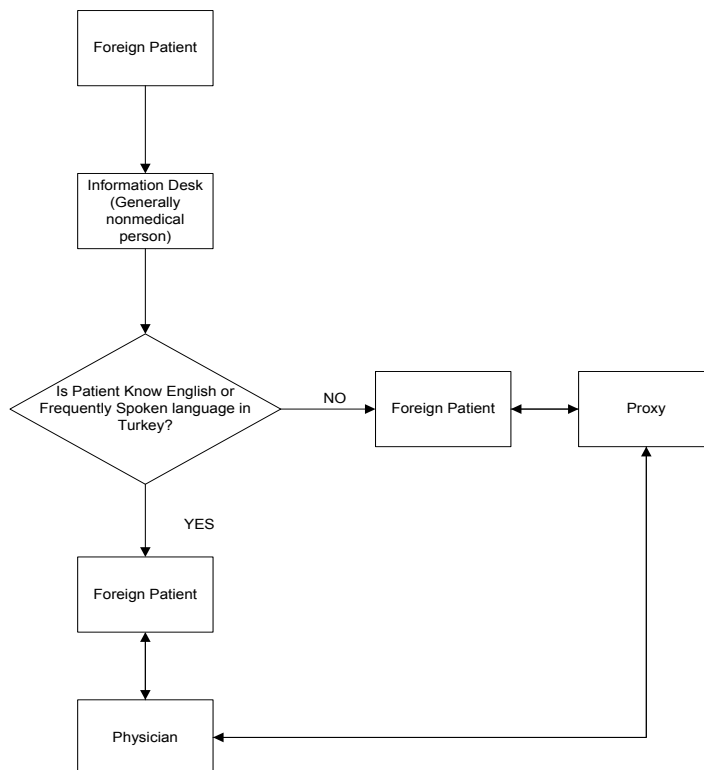 Foreign Patient
Information Desk
(Generally
nonmedical
person)
Is Patient Know English or
Frequently Spoken language in
Turkey?
NO
Foreign Patient
Proxy
YES
Foreign Patient
Physician